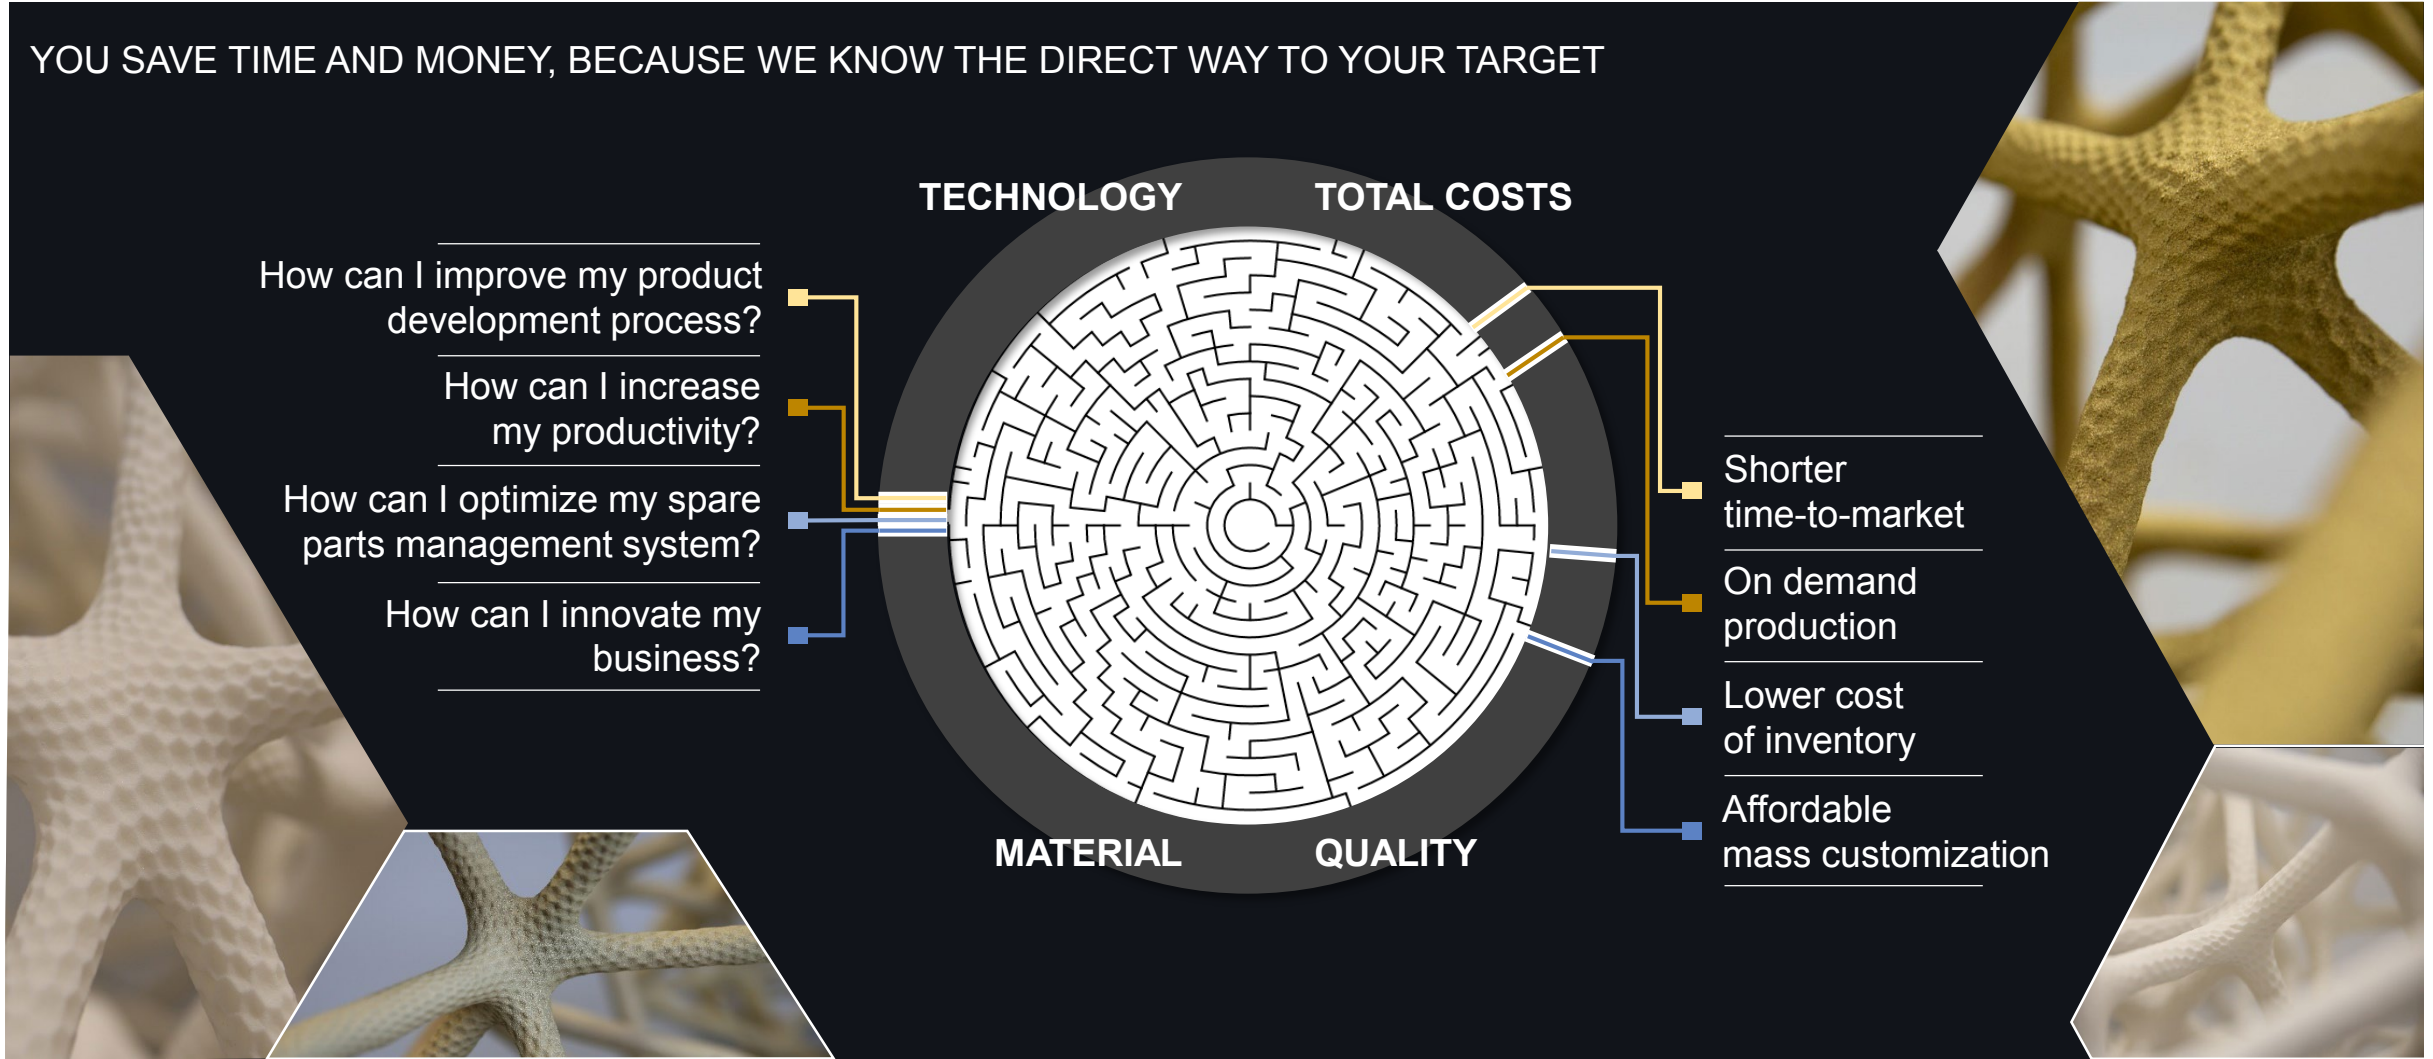 YOU SAVE TIME AND MONEY, BECAUSE WE KNOW THE DIRECT WAY TO YOUR TARGET
TECHNOLOGY
TOTAL COSTS
How can I improve my product
development process?
How can I increase
my productivity?
How can I optimize my spare
parts management system?
How can I innovate my
business?
Shorter
time-to-market
On demand
production
Lower cost
of inventory
Affordable
mass customization
MATERIAL
QUALITY